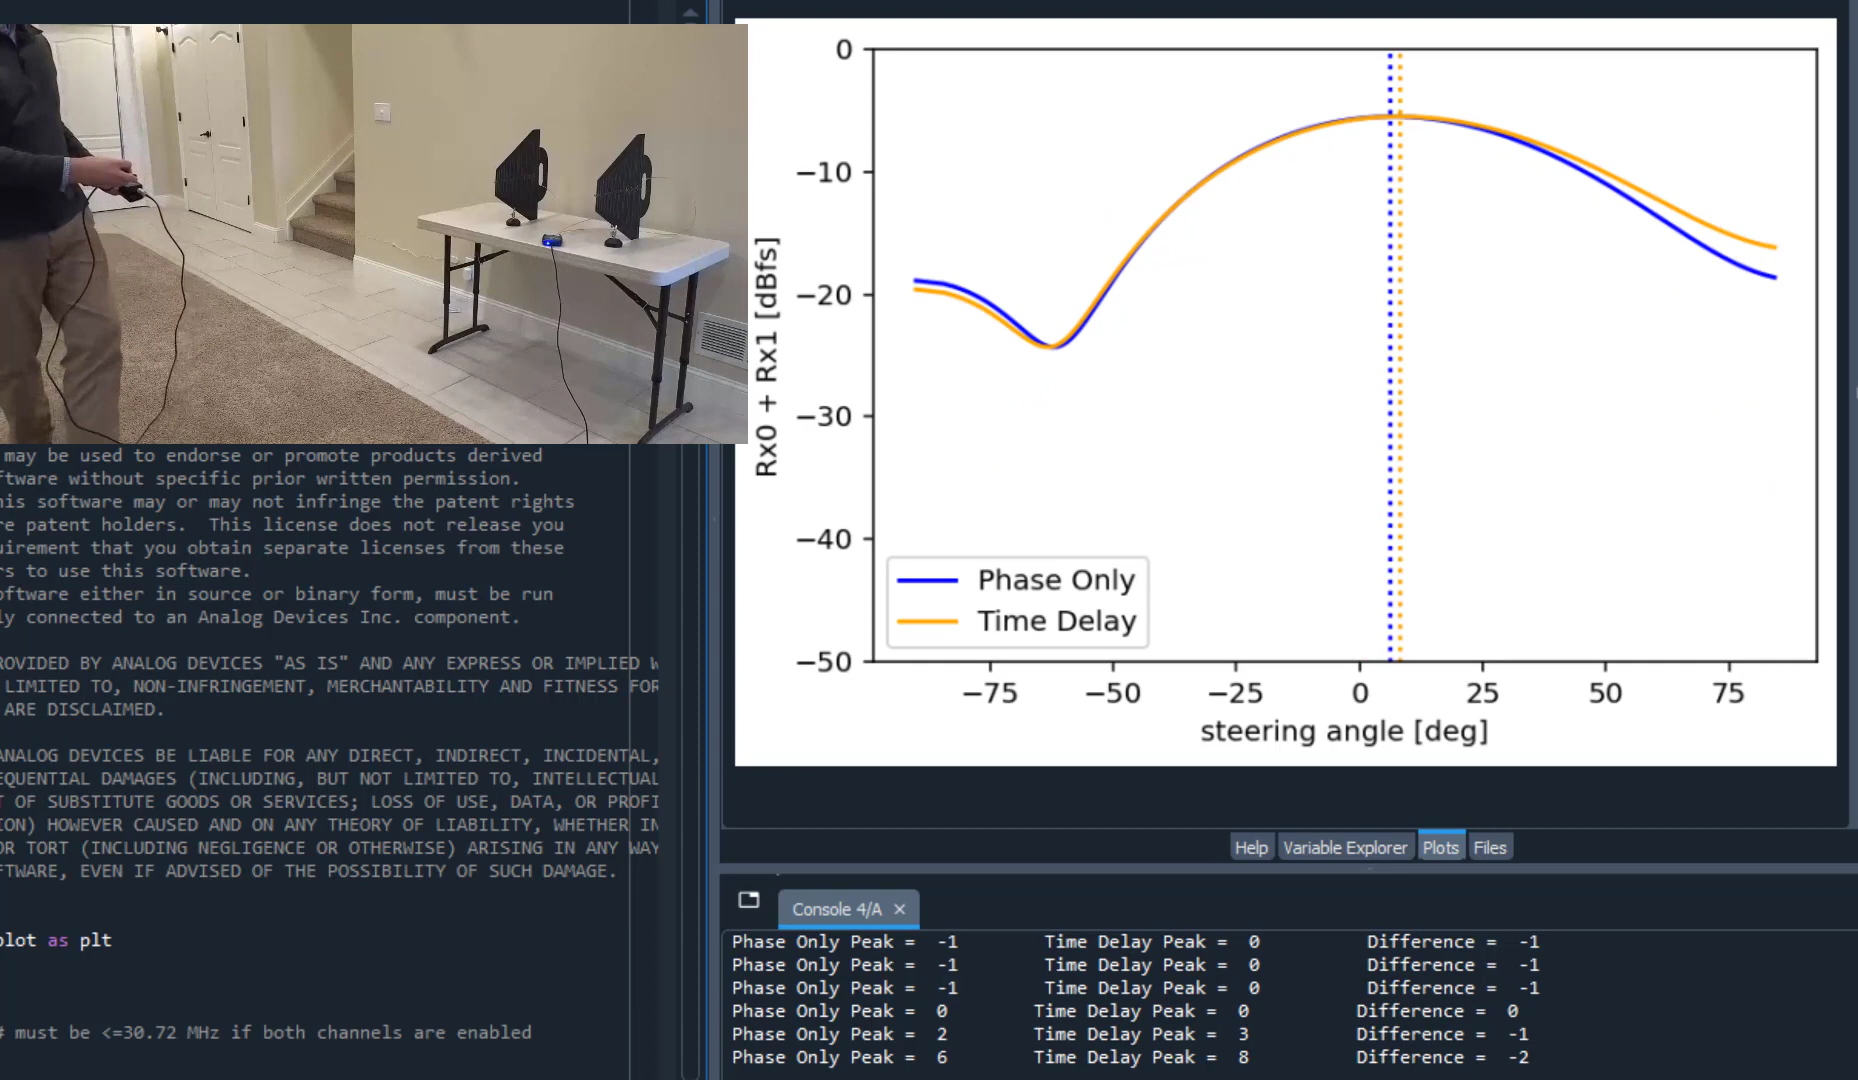 may be used to endorse or promote products derived
ftware without specific prior written permission.
his software may or may not infringe the patent rights
re patent holders.  This license does not release you
uirement that you obtain separate licenses from these
rs to use this software.
oftware either in source or binary form, must be run
ly connected to an Analog Devices Inc. component.
ROVIDED BY ANALOG DEVICES "AS IS" AND ANY EXPRESS OR IMPLIED W
LIMITED TO, NON-INFRINGEMENT, MERCHANTABILITY AND FITNESS FOR
ARE DISCLAIMED.
ANALOG DEVICES BE LIABLE FOR ANY DIRECT, INDIRECT, INCIDENTAL,
EQUENTIAL DAMAGES (INCLUDING, BUT NOT LIMITED TO, INTELLECTUAL
T OF SUBSTITUTE GOODS OR SERVICES; LOSS OF USE, DATA, OR PROFI
ION) HOWEVER CAUSED AND ON ANY THEORY OF LIABILITY, WHETHER IN
OR TORT (INCLUDING NEGLIGENCE OR OTHERWISE) ARISING IN ANY WAY
FTWARE, EVEN IF ADVISED OF THE POSSIBILITY OF SUCH DAMAGE.
plot as plt
# must be <=30.72 MHz if both channels are enabled
Rx0 + Rx1 [dBfs]
0
−10
−20
−30
−40
−50
Phase Only
Time Delay
−75 −50 −25 0 25 50 75
steering angle [deg]
Help Variable Explorer Plots Files
Console 4/A ×
Phase Only Peak = -1 Time Delay Peak = 0 Difference = -1
Phase Only Peak = -1 Time Delay Peak = 0 Difference = -1
Phase Only Peak = -1 Time Delay Peak = 0 Difference = -1
Phase Only Peak = 0 Time Delay Peak = 0 Difference = 0
Phase Only Peak = 2 Time Delay Peak = 3 Difference = -1
Phase Only Peak = 6 Time Delay Peak = 8 Difference = -2